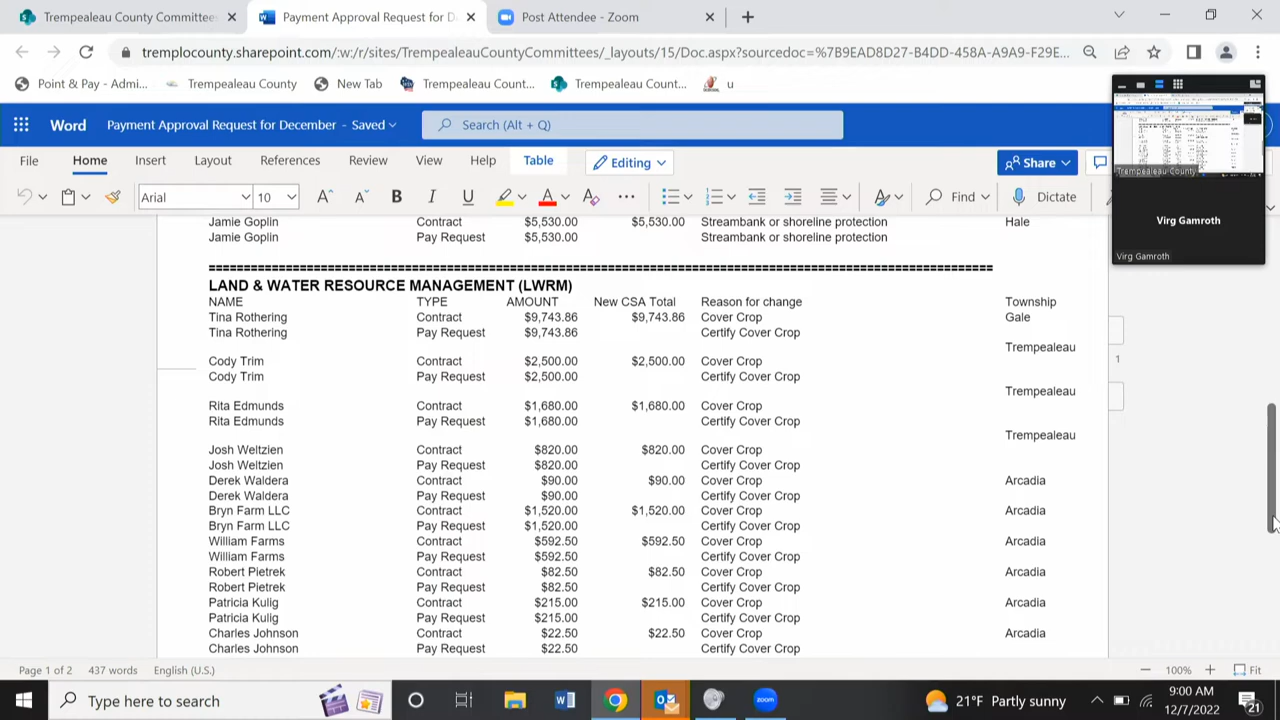 Trempealeau County Committee
Payment Approval Request for D
Post Attendee - Zoom
tremplocounty.sharepoint.com/:w:/r/sites/TrempealeauCountyCommittees/_layouts/15/Doc.aspx?sourcedoc=%7B9EAD8D27-B4DD-458A-A9A9-F29E...
Point & Pay - Admi...
Trempealeau County
New Tab
Trempealeau Count...
Trempealeau Count...
u
Word
Payment Approval Request for December...
Saved
Search (Alt + Q)
File Home Insert Layout References Review View Help Table Editing Share
Arial 10 B I U Find Dictate
Trempealeau County
Virg Gamroth
Virg Gamroth
Jamie Goplin Contract $5,530.00 $5,530.00 Streambank or shoreline protection Hale
Jamie Goplin Pay Request $5,530.00 Streambank or shoreline protection
LAND & WATER RESOURCE MANAGEMENT (LWRM)
NAME TYPE AMOUNT New CSA Total Reason for change Township
Tina Rothering Contract $9,743.86 $9,743.86 Cover Crop Gale
Tina Rothering Pay Request $9,743.86 Certify Cover Crop
Trempealeau
Cody Trim Contract $2,500.00 $2,500.00 Cover Crop
Cody Trim Pay Request $2,500.00 Certify Cover Crop
Trempealeau
Rita Edmunds Contract $1,680.00 $1,680.00 Cover Crop
Rita Edmunds Pay Request $1,680.00 Certify Cover Crop
Trempealeau
Josh Weltzien Contract $820.00 $820.00 Cover Crop
Josh Weltzien Pay Request $820.00 Certify Cover Crop
Derek Waldera Contract $90.00 $90.00 Cover Crop Arcadia
Derek Waldera Pay Request $90.00 Certify Cover Crop
Bryn Farm LLC Contract $1,520.00 $1,520.00 Cover Crop Arcadia
Bryn Farm LLC Pay Request $1,520.00 Certify Cover Crop
William Farms Contract $592.50 $592.50 Cover Crop Arcadia
William Farms Pay Request $592.50 Certify Cover Crop
Robert Pietrek Contract $82.50 $82.50 Cover Crop Arcadia
Robert Pietrek Pay Request $82.50 Certify Cover Crop
Patricia Kulig Contract $215.00 $215.00 Cover Crop Arcadia
Patricia Kulig Pay Request $215.00 Certify Cover Crop
Charles Johnson Contract $22.50 $22.50 Cover Crop Arcadia
Charles Johnson Pay Request $22.50 Certify Cover Crop
1
Page 1 of 2 437 words English (U.S.) 100% Fit
Type here to search
zoom
21°F Partly sunny
9:00 AM
12/7/2022
21